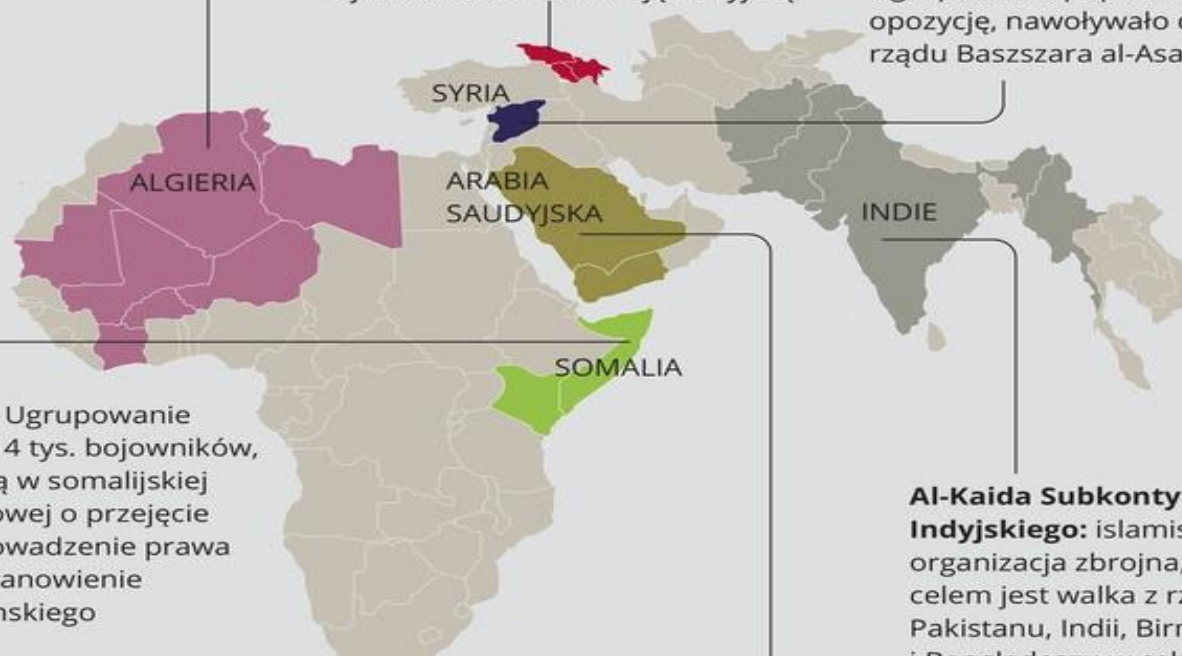 opozycję, nawoływało
rządu Baszszara al-Asa
SYRIA
ALGIERIA
ARABIA
SAUDYJSKA
INDIE
SOMALIA
Ugrupowanie
4 tys. bojowników,
ą w somalijskiej
owej o przejęcie
owadzenie prawa
anowienie
nskiego
Al-Kaida Subkonty
Indyjskiego: islamis
organizacja zbrojna,
celem jest walka z rz
Pakistanu, Indii, Birm